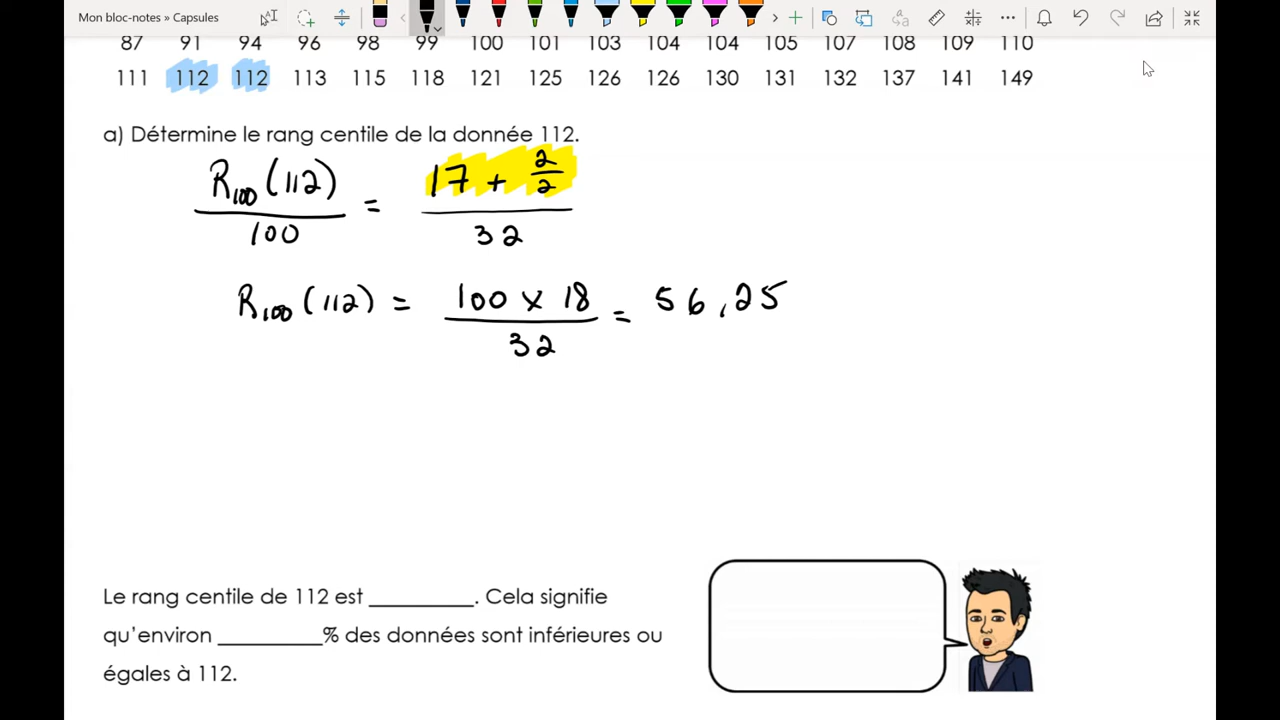 Mon bloc-notes » Capsules
87 91 94 96 98 99 100 101 103 104 104 105 107 108 109 110
111 112 112 113 115 118 121 125 126 126 130 131 132 137 141 149
a) Détermine le rang centile de la donnée 112.
R₁₀₀(112)/100 = (17 + 2/2)/32
R₁₀₀(112) = (100 x 18)/32 = 56,25
Le rang centile de 112 est __________. Cela signifie
qu'environ __________% des données sont inférieures ou
égales à 112.